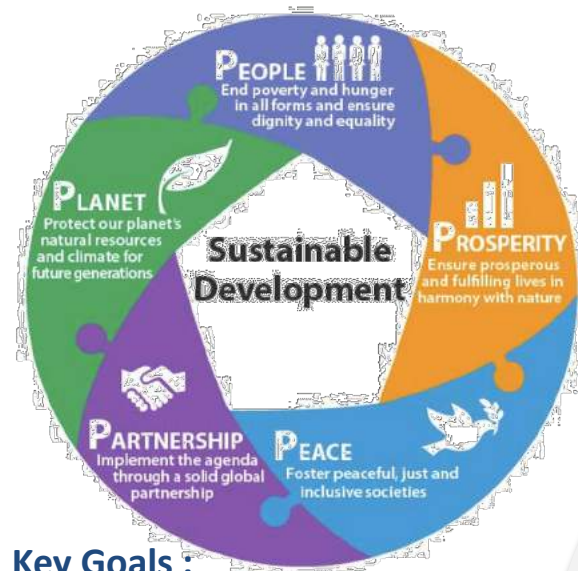 PEOPLE
End poverty and hunger
in all forms and ensure
dignity and equality
PROSPERITY
Ensure prosperous
and fulfilling lives in
harmony with nature
PEACE
Foster peaceful, just and
inclusive societies
PARTNERSHIP
Implement the agenda
through a solid global
partnership
PLANET
Protect our planet's
natural resources
and climate for
future generations
Sustainable
Development
Key Goals :